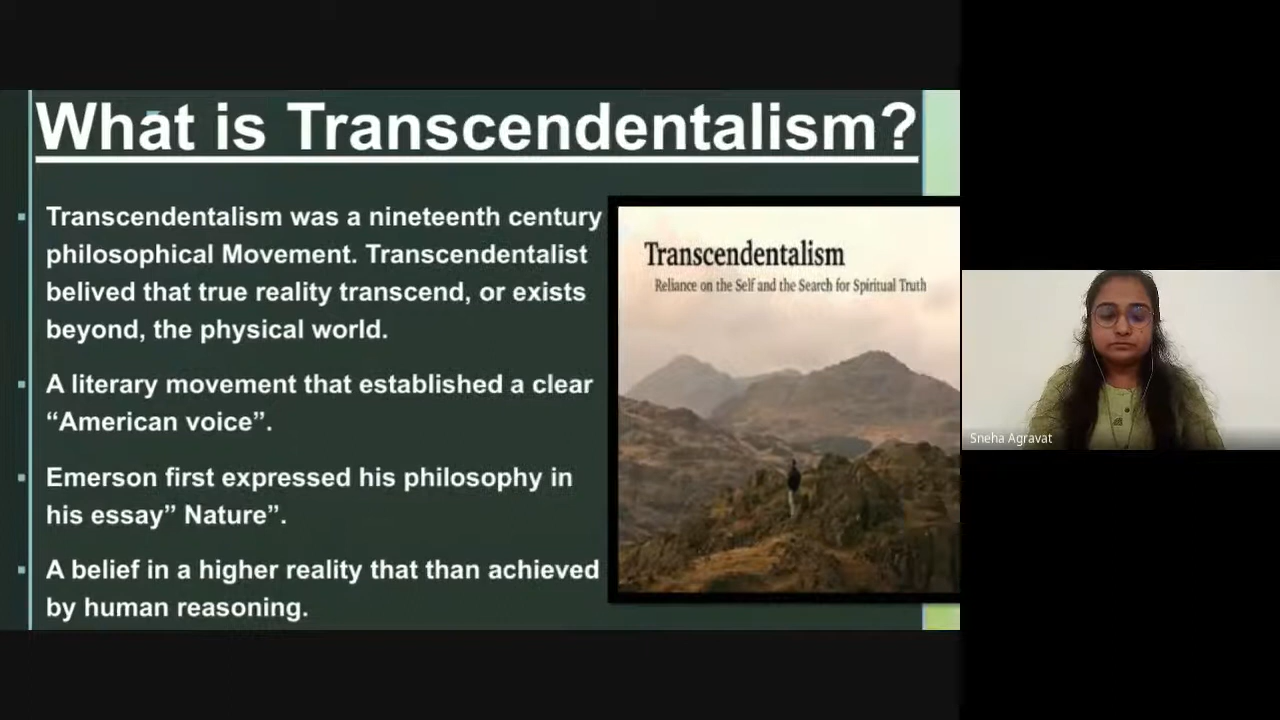 What is Transcendentalism?
Transcendentalism was a nineteenth century
philosophical Movement. Transcendentalist
belived that true reality transcend, or exists
beyond, the physical world.
A literary movement that established a clear
“American voice”.
Emerson first expressed his philosophy in
his essay” Nature”.
A belief in a higher reality that than achieved
by human reasoning.
Transcendentalism
Reliance on the Self and the Search for Spiritual Truth
Sneha Agravat